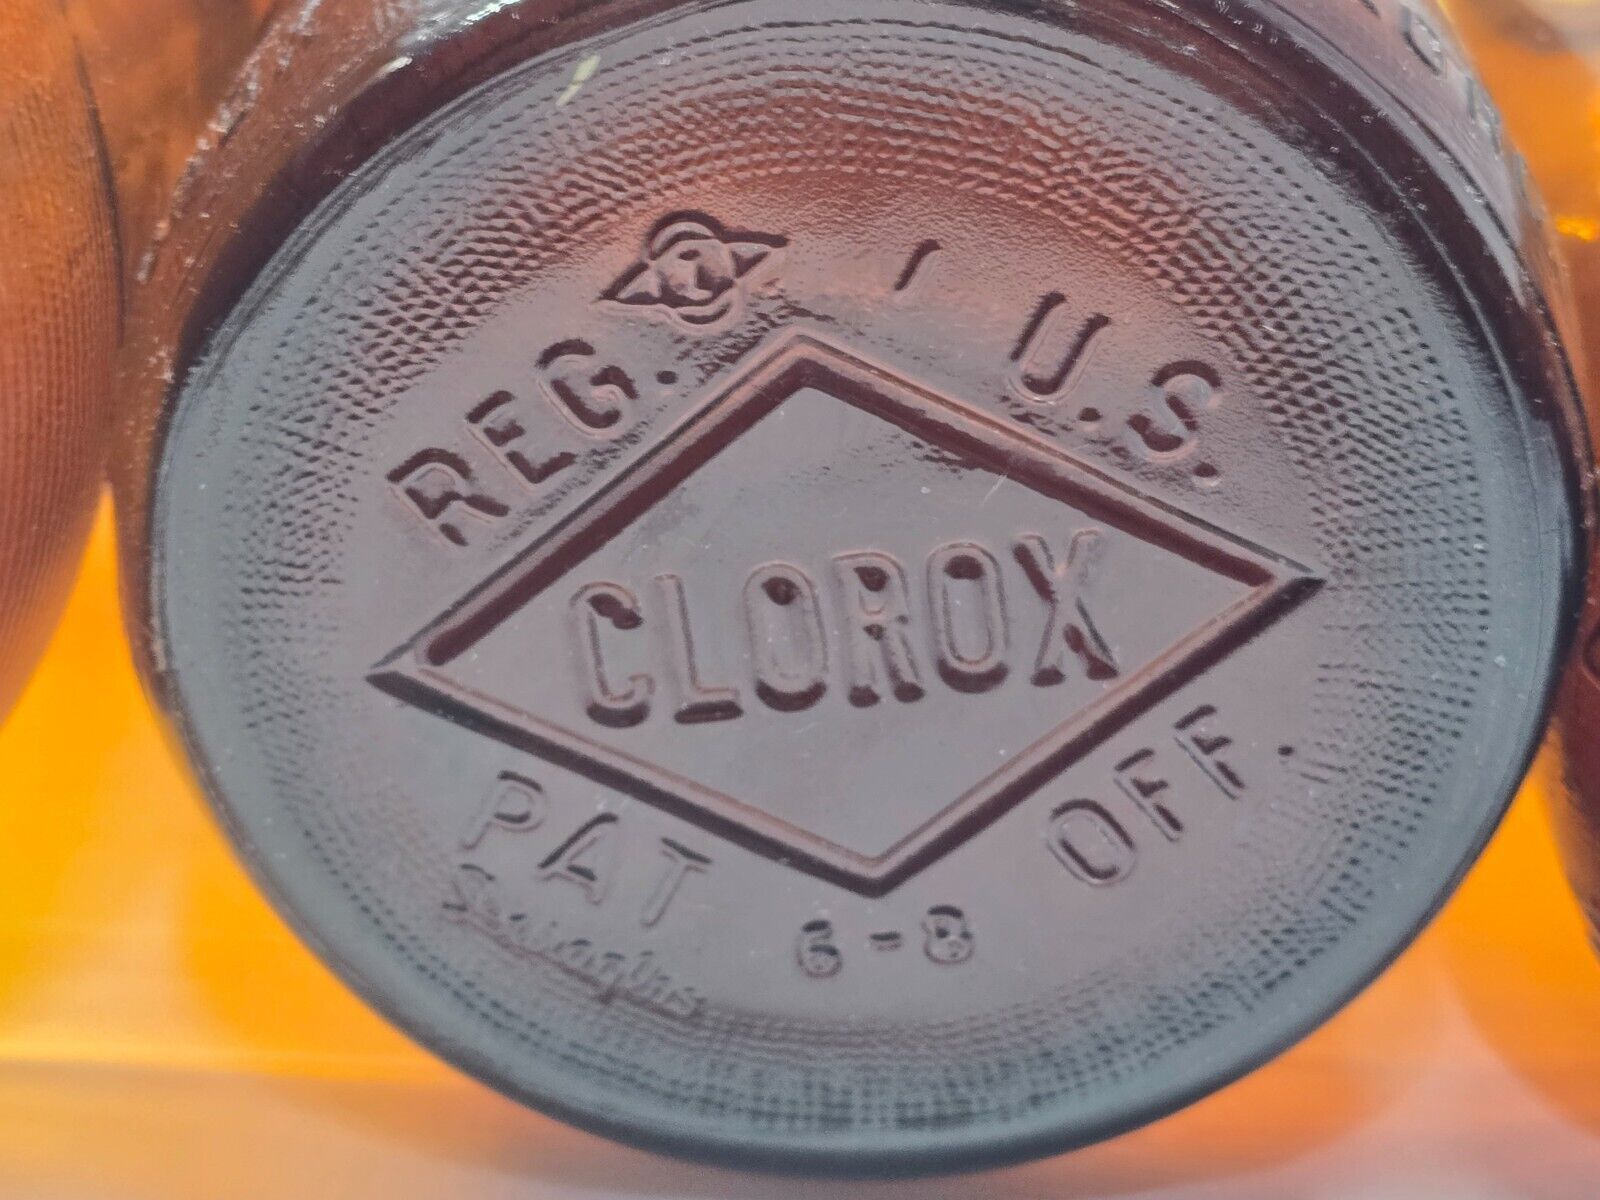 REG. U.S.
CLOROX
PAT. OFF.
6-8